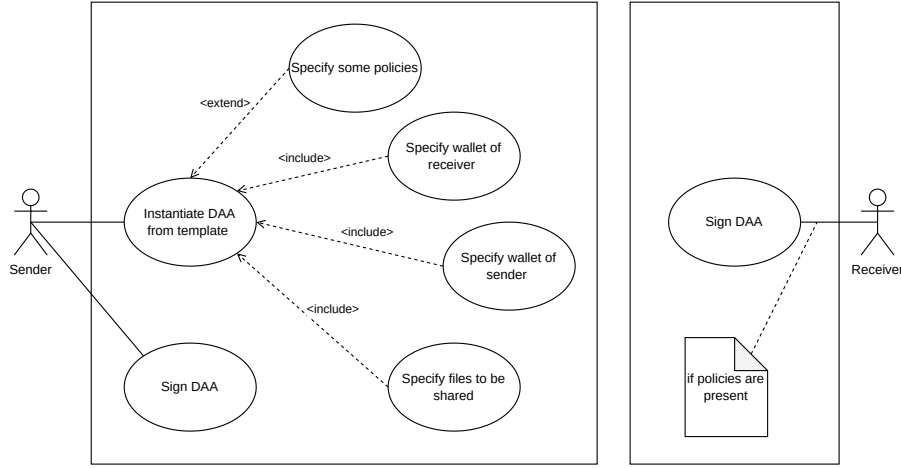 Specify some policies
<extend>
Specify wallet of
receiver
<include>
Instantiate DAA
from template
<include>
Specify wallet of
sender
Sender
<include>
Sign DAA
Specify files to be
shared
Sign DAA
Receiver
if policies are
present